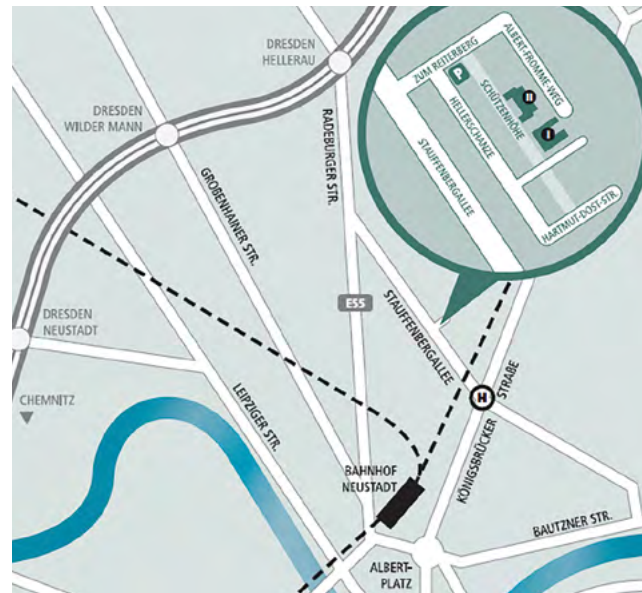 DRESDEN
HELLERAU
DRESDEN
WILDER MANN
RADEBURGER STR.
GROßENHAINER STR.
ZUM REITERBERG
ALBERT-FROMME-WEG
P
SCHÜTZENHÖHE
HELLERSCHANZE
II
I
STAUFFENBERGALLEE
HARTMUT-DOST-STR.
E55
STAUFFENBERGALLEE
DRESDEN
NEUSTADT
CHEMNITZ
LEIPZIGER STR.
H
KÖNIGSBRÜCKER
STRAßE
BAHNHOF
NEUSTADT
BAUTZNER STR.
ALBERT-
PLATZ